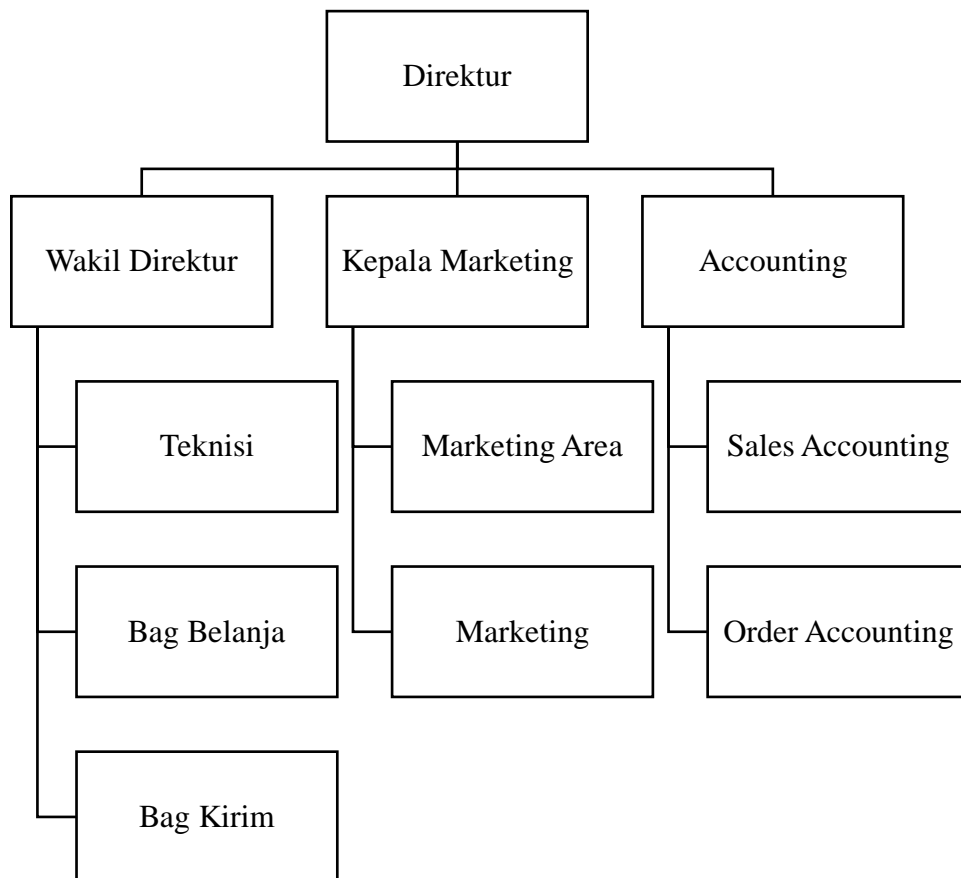 Direktur
Wakil Direktur
Kepala Marketing
Accounting
Teknisi
Marketing Area
Sales Accounting
Bag Belanja
Marketing
Order Accounting
Bag Kirim